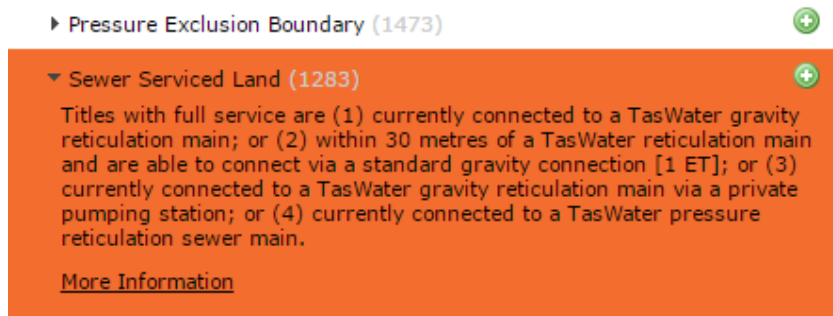 Pressure Exclusion Boundary (1473)
Sewer Serviced Land (1283)
Titles with full service are (1) currently connected to a TasWater gravity
reticulation main; or (2) within 30 metres of a TasWater reticulation main
and are able to connect via a standard gravity connection [1 ET]; or (3)
currently connected to a TasWater gravity reticulation main via a private
pumping station; or (4) currently connected to a TasWater pressure
reticulation sewer main.
More Information